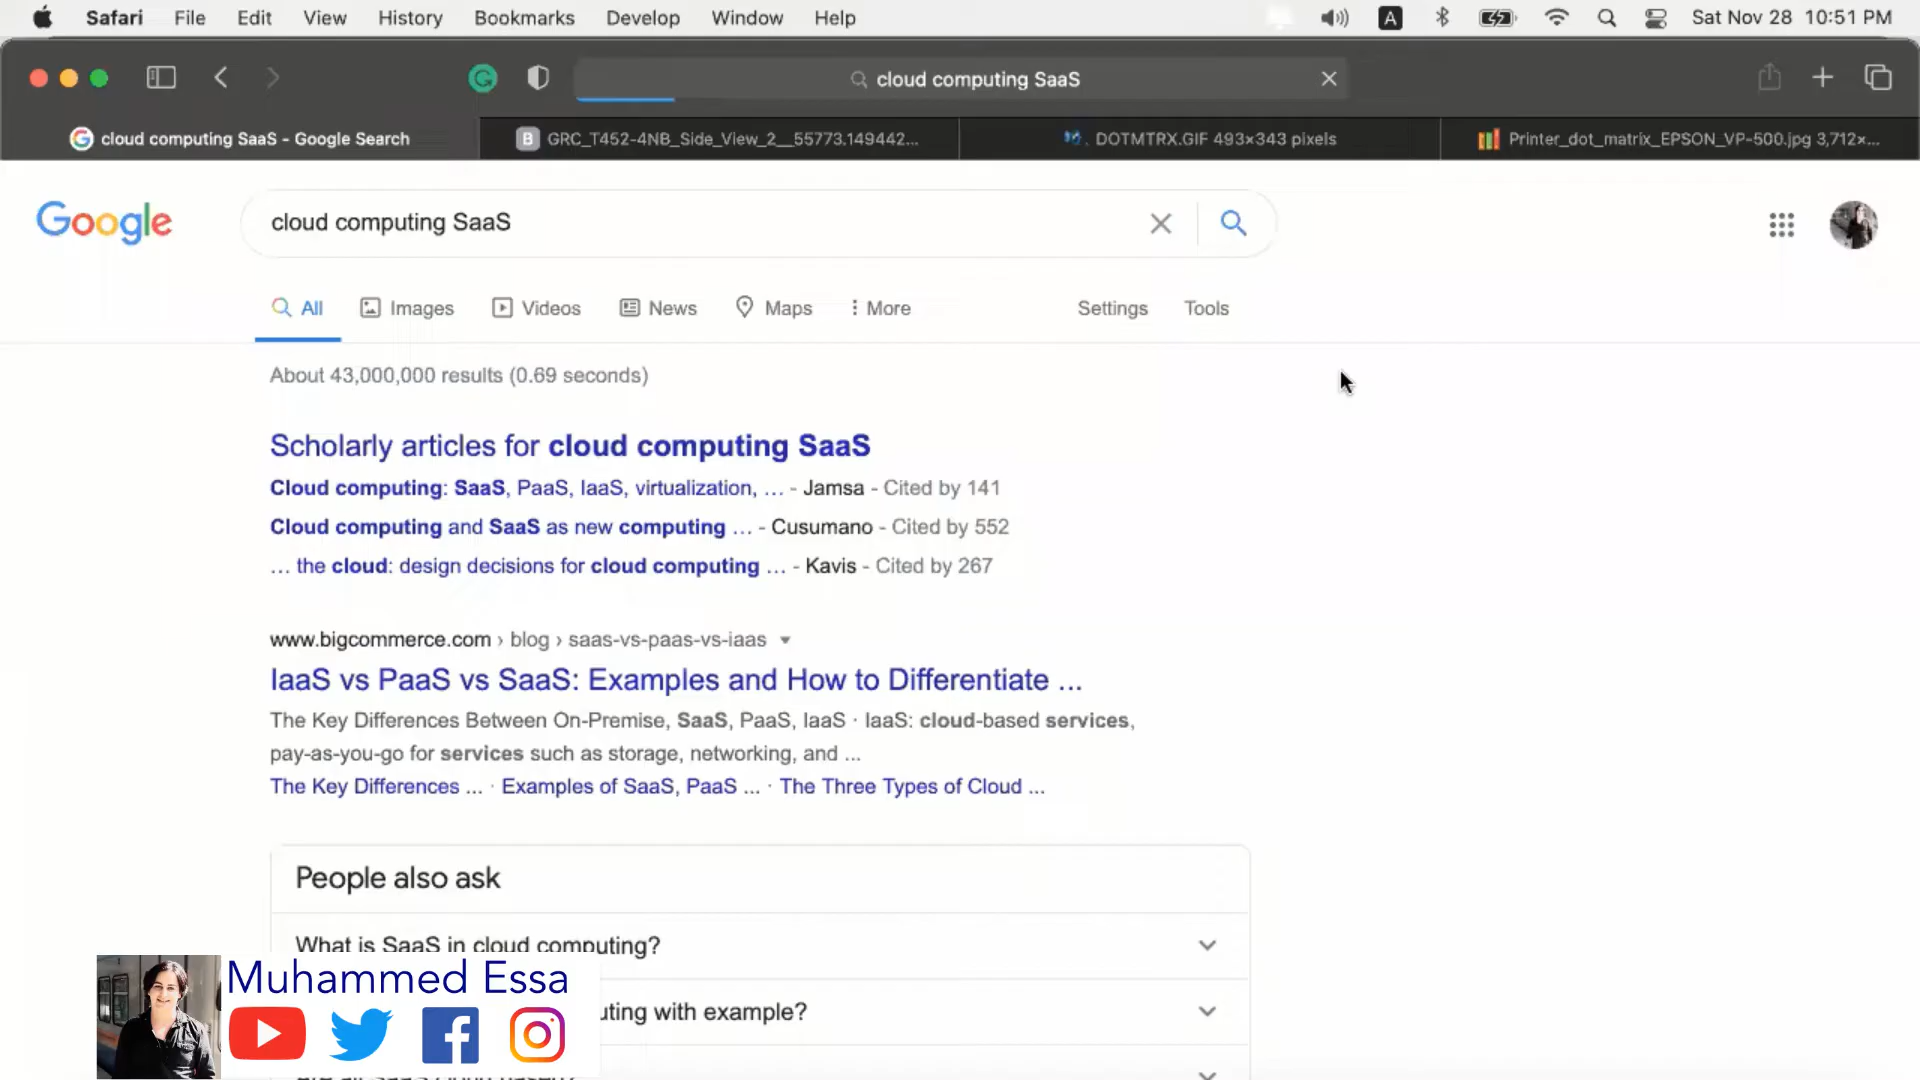 Safari File Edit View History Bookmarks Develop Window Help A Sat Nov 28 10:51 PM
cloud computing SaaS
cloud computing SaaS - Google Search
B GRC_T452-4NB_Side_View_2__55773.149442...
DOTMTRX.GIF 493×343 pixels
Printer_dot_matrix_EPSON_VP-500.jpg 3,712×...
Google cloud computing SaaS
All Images Videos News Maps More Settings Tools
About 43,000,000 results (0.69 seconds)
Scholarly articles for cloud computing SaaS
Cloud computing: SaaS, PaaS, IaaS, virtualization, ... - Jamsa - Cited by 141
Cloud computing and SaaS as new computing ... - Cusumano - Cited by 552
... the cloud: design decisions for cloud computing ... - Kavis - Cited by 267
www.bigcommerce.com › blog › saas-vs-paas-vs-iaas
IaaS vs PaaS vs SaaS: Examples and How to Differentiate ...
The Key Differences Between On-Premise, SaaS, PaaS, IaaS · IaaS: cloud-based services,
pay-as-you-go for services such as storage, networking, and ...
The Key Differences ... · Examples of SaaS, PaaS ... · The Three Types of Cloud ...
People also ask
What is SaaS in cloud computing?
Muhammed Essa
uting with example?